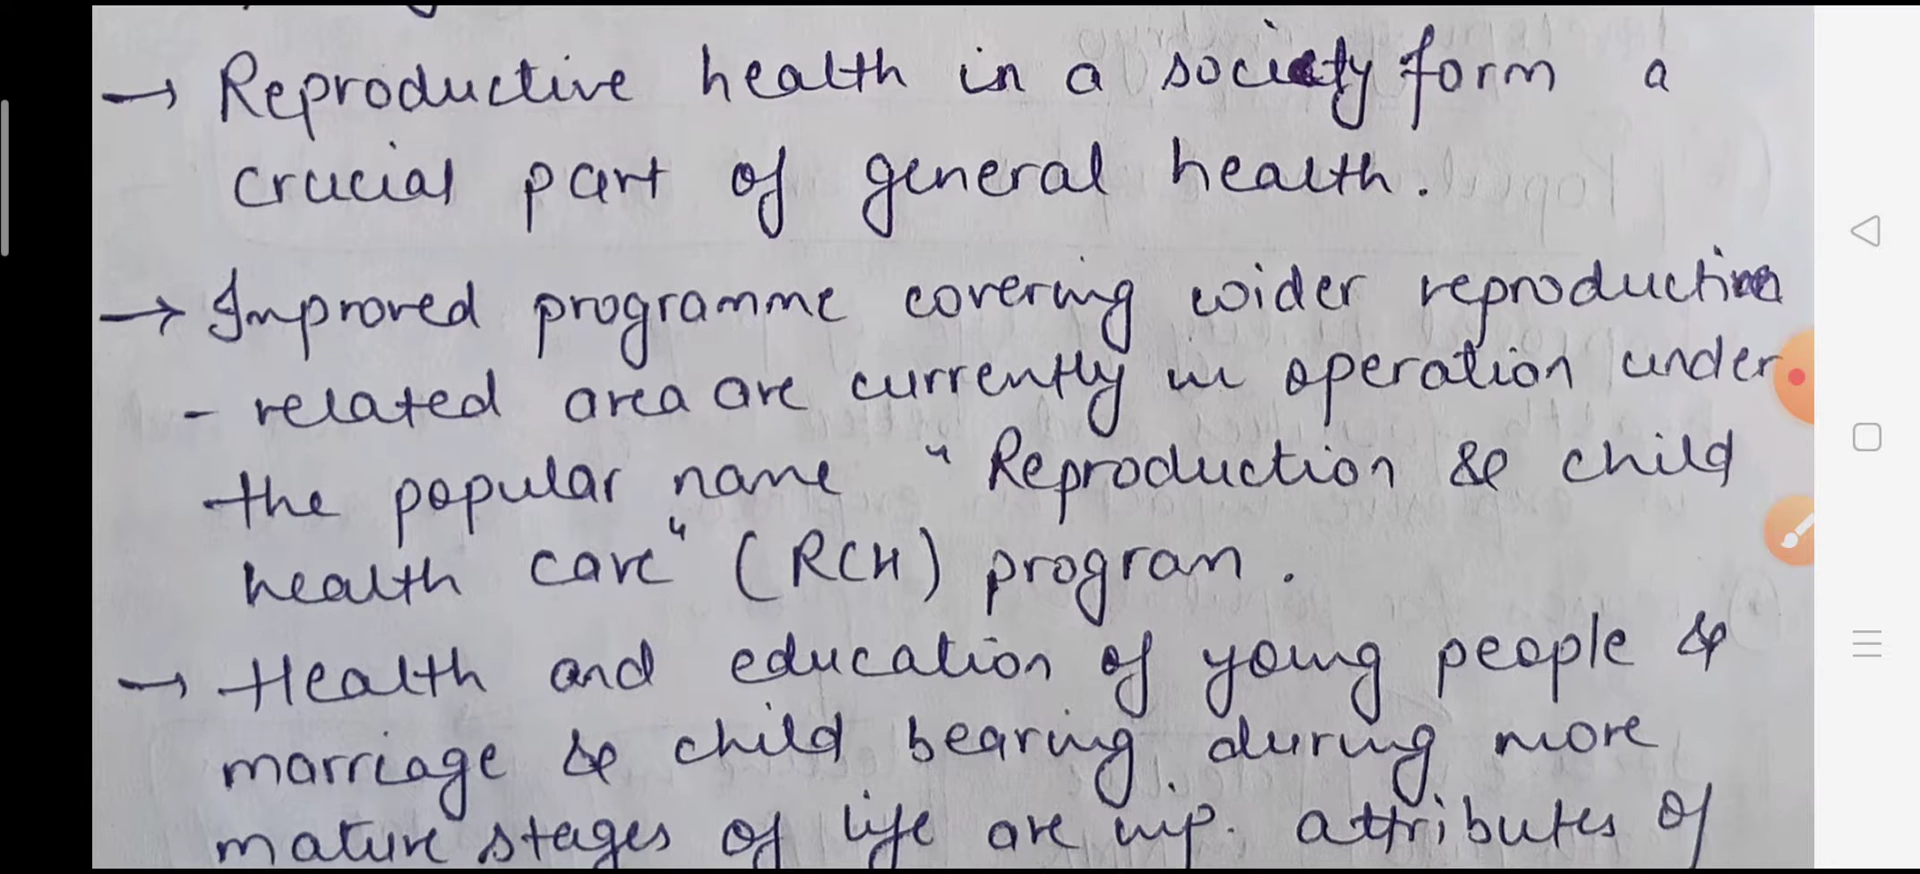 → Reproductive health in a society form a
crucial part of general health.
→ Improved programme covering wider reproduction
- related area are currently in operation under
the popular name "Reproduction & child
health care" (RCH) program.
→ Health and education of young people &
marriage & child bearing during more
mature stages of life are imp. attributes of